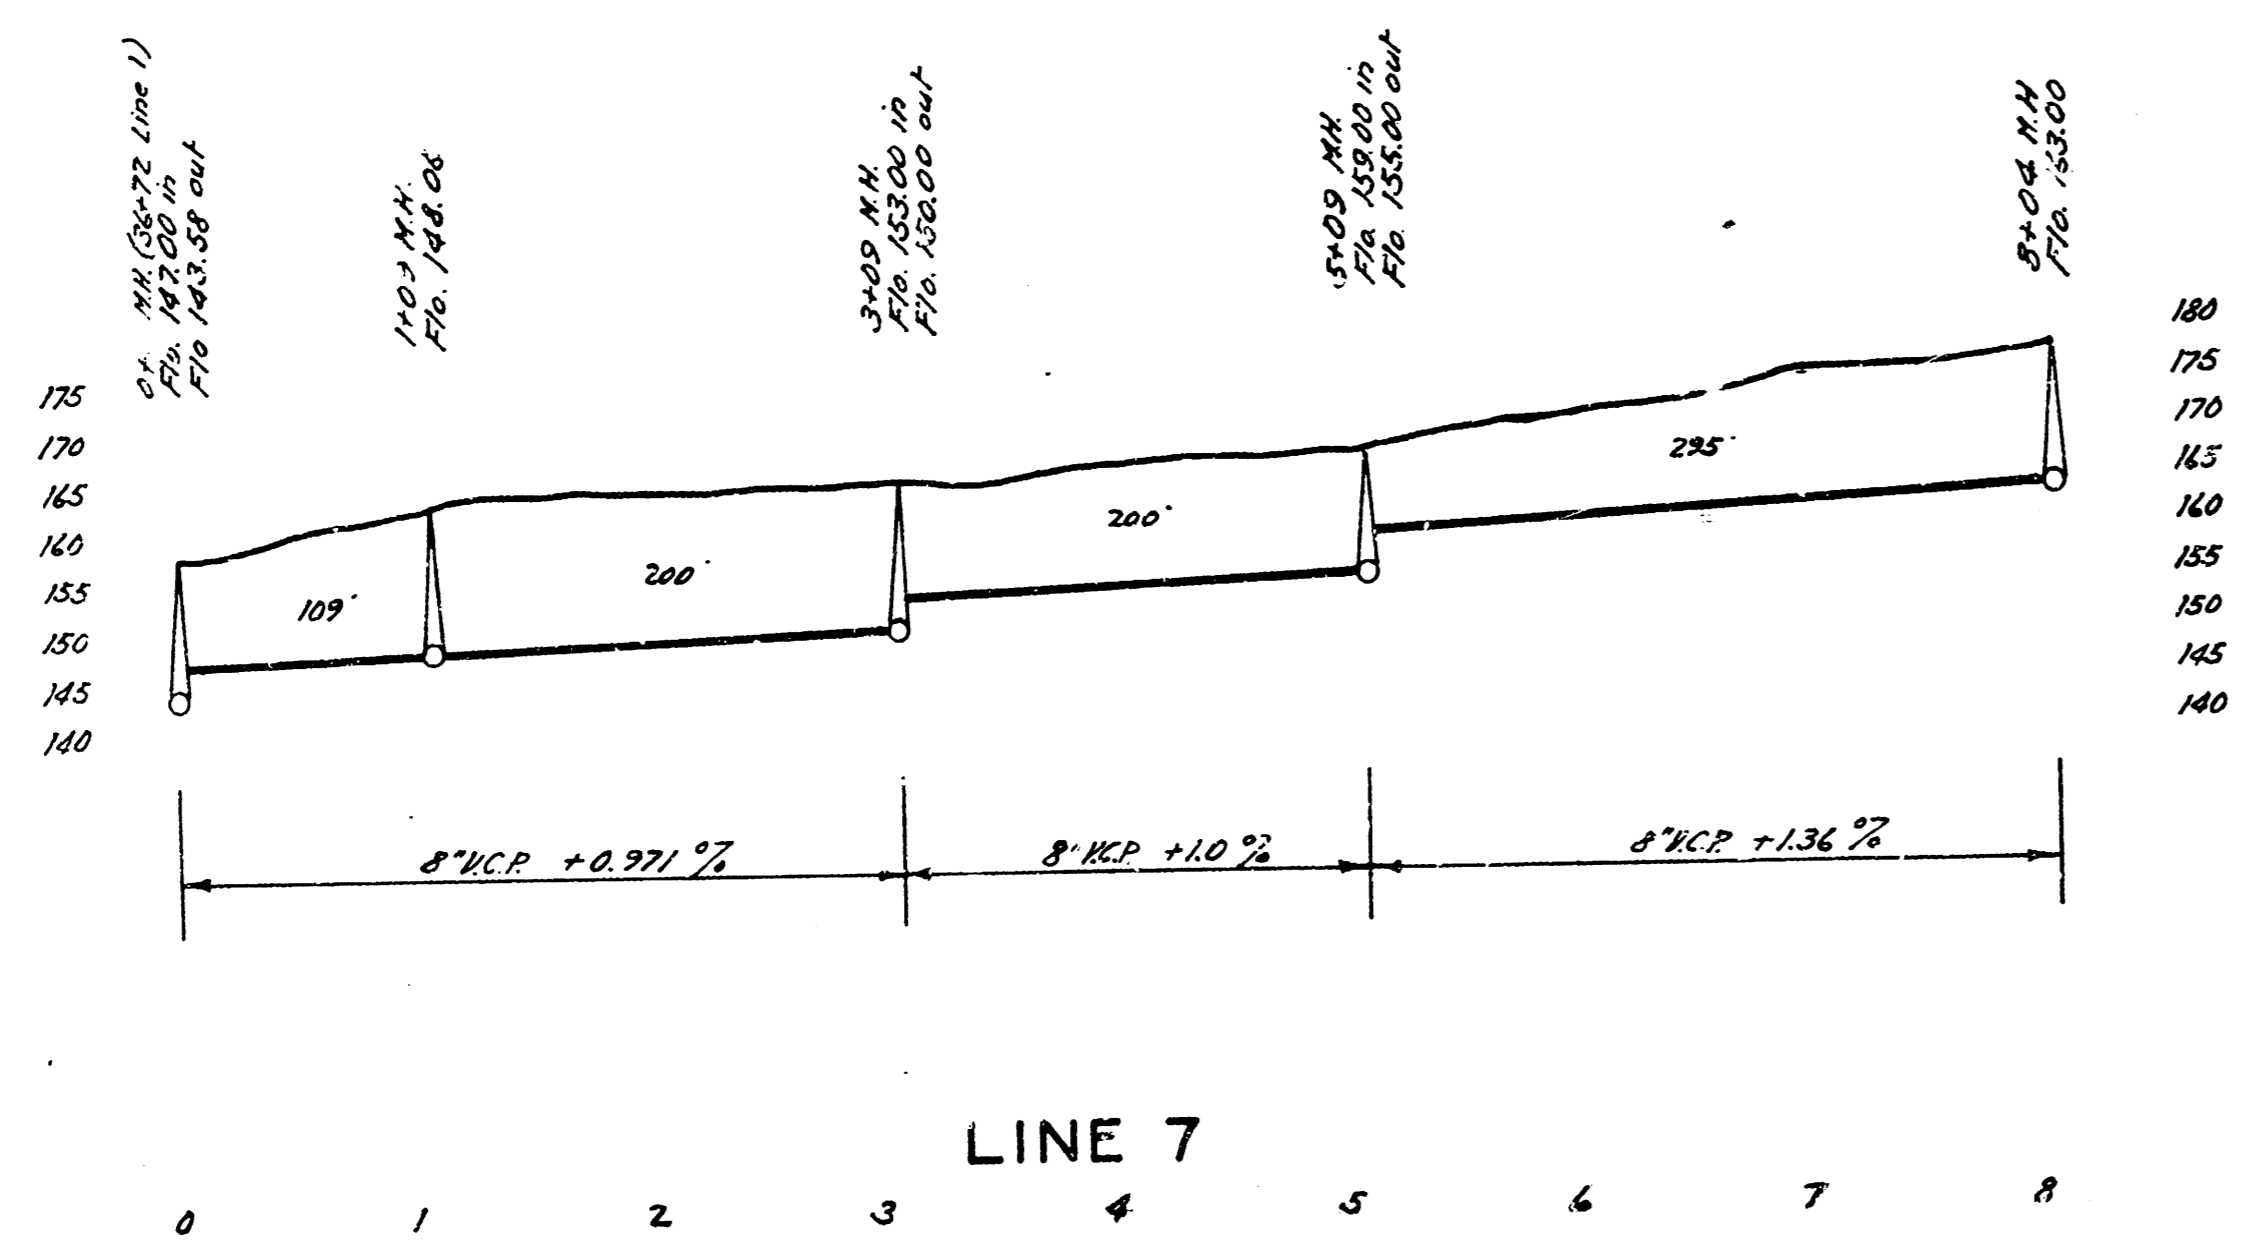 0+ M.H. (36+72 Line 1)
Flo. 147.00 in
Flo 143.58 out
1+09 M.H.
Flo. 148.06
3+09 M.H.
Flo. 153.00 in
Flo. 150.00 out
5+09 M.H.
Flo. 159.00 in
Flo. 155.00 out
8+04 M.H
Flo. 163.00
175
170
165
160
155
150
145
140
180
175
170
165
160
155
150
145
140
109'
200'
200'
295'
8" V.C.P. +0.971 %
8" V.C.P. +1.0 %
8" V.C.P. +1.36 %
LINE 7
0 1 2 3 4 5 6 7 8